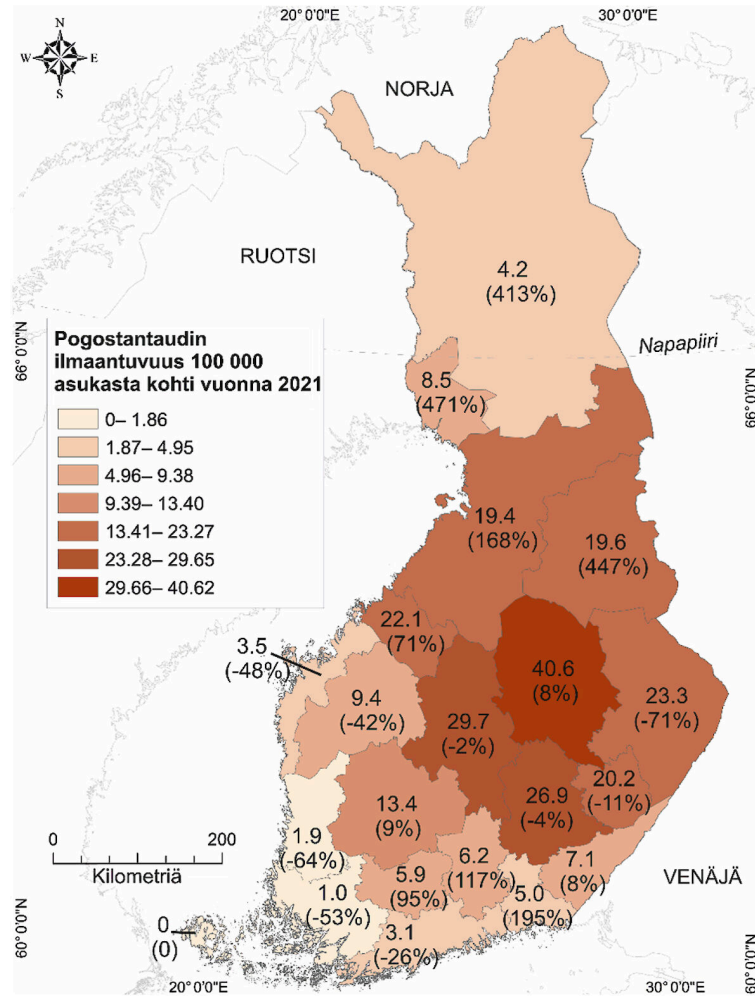 20° 0'0"E
30° 0'0"E
N
W E
S
NORJA
RUOTSI
4.2
(413%)
66° 0'0"N
Napapiiri
66° 0'0"N
Pogostantaudin
ilmaantuvuus 100 000
asukasta kohti vuonna 2021
0– 1.86
1.87– 4.95
4.96– 9.38
9.39– 13.40
13.41– 23.27
23.28– 29.65
29.66– 40.62
8.5
(471%)
19.4
(168%)
19.6
(447%)
22.1
(71%)
3.5
(-48%)
40.6
(8%)
9.4
(-42%)
23.3
(-71%)
29.7
(-2%)
20.2
(-11%)
26.9
(-4%)
13.4
(9%)
0 200
Kilometriä
1.9
(-64%)
6.2
(117%)
7.1
(8%)
VENÄJÄ
5.9
(95%)
5.0
(195%)
1.0
(-53%)
0
(0)
3.1
(-26%)
60° 0'0"N
60° 0'0"N
20° 0'0"E
30° 0'0"E